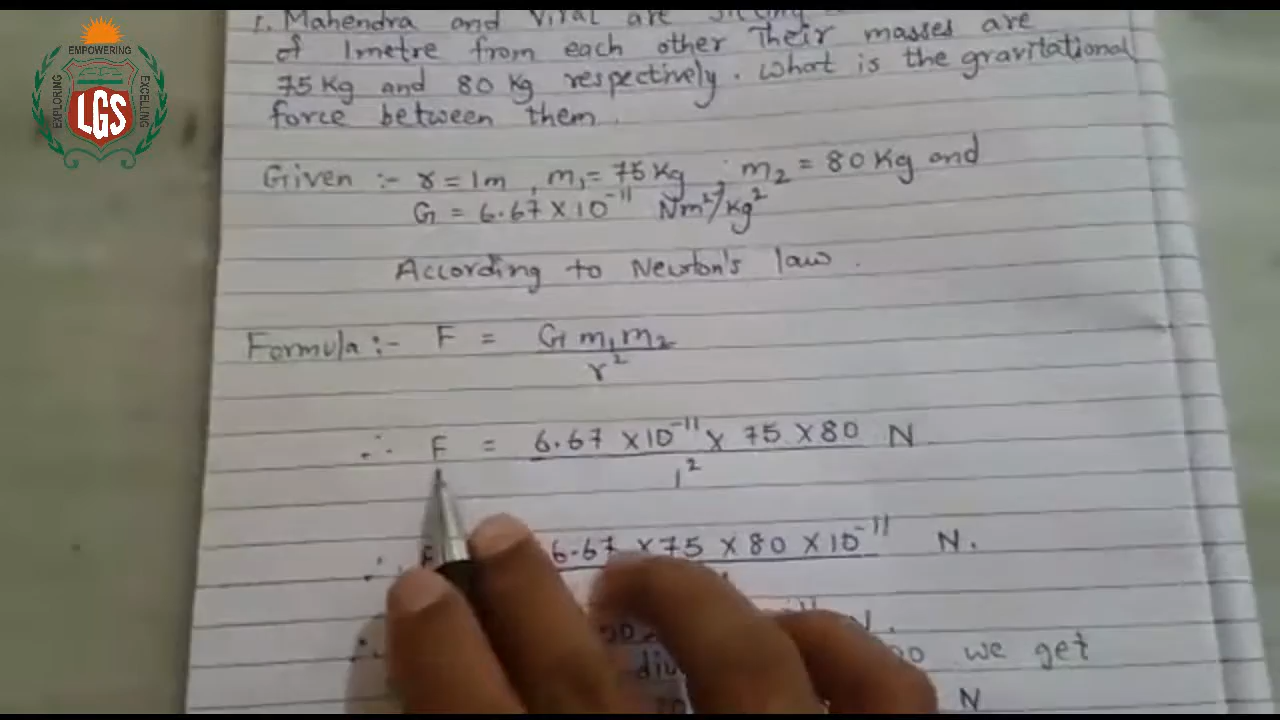 EMPOWERING
EXPLORING
EXCELLING
LGS
1. Mahendra and Viral are
of 1metre from each other Their masses are
75 Kg and 80 Kg respectively. What is the gravitational
force between them.
Given :- r = 1m , m₁ = 75 Kg , m₂ = 80 Kg and
G = 6.67 × 10⁻¹¹ Nm²/Kg²
According to Newton's law .
Formula :- F = G m₁ m₂ / r²
∴ F = 6.67 × 10⁻¹¹ × 75 × 80 N / 1²
∴ F 6.67 × 75 × 80 × 10⁻¹¹ N.
∴ N.
we get
N